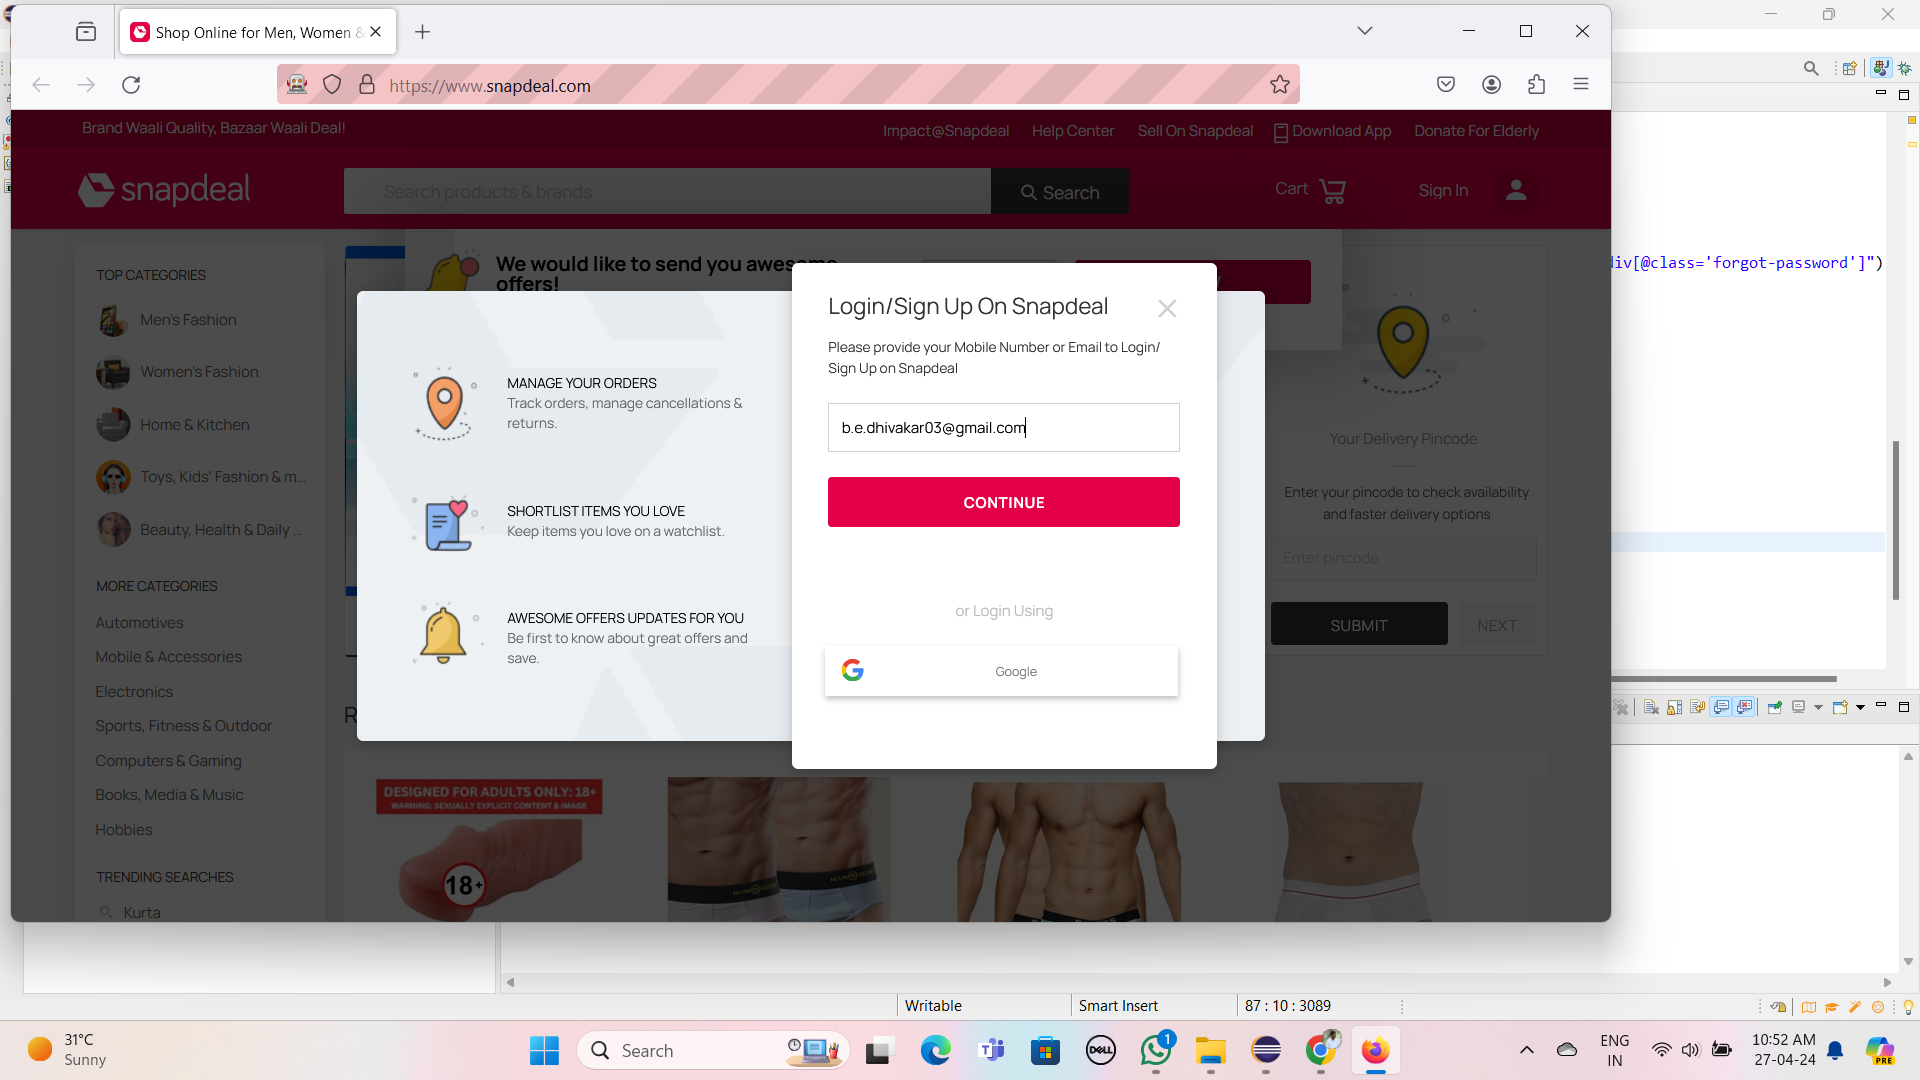 Shop Online for Men, Women &
https://www.snapdeal.com
Brand Waali Quality, Bazaar Waali Deal!
Impact@Snapdeal
Help Center
Sell On Snapdeal
Download App
Donate For Elderly
snapdeal
Search products & brands
Search
Cart
Sign In
TOP CATEGORIES
Men's Fashion
Women's Fashion
Home & Kitchen
Toys, Kids' Fashion & m...
Beauty, Health & Daily ...
MORE CATEGORIES
Automotives
Mobile & Accessories
Electronics
Sports, Fitness & Outdoor
Computers & Gaming
Books, Media & Music
Hobbies
TRENDING SEARCHES
Kurta
We would like to send you awesome
offers!
MANAGE YOUR ORDERS
Track orders, manage cancellations &
returns.
SHORTLIST ITEMS YOU LOVE
Keep items you love on a watchlist.
AWESOME OFFERS UPDATES FOR YOU
Be first to know about great offers and
save.
Login/Sign Up On Snapdeal
Please provide your Mobile Number or Email to Login/
Sign Up on Snapdeal
b.e.dhivakar03@gmail.com
CONTINUE
or Login Using
Google
Your Delivery Pincode
Enter your pincode to check availability
and faster delivery options
Enter pincode
SUBMIT
NEXT
DESIGNED FOR ADULTS ONLY: 18+
WARNING: SEXUALLY EXPLICIT CONTENT & IMAGE
18+
div[@class='forgot-password']")
Writable
Smart Insert
87 : 10 : 3089
31°C
Sunny
Search
DELL
1
PRE
ENG
IN
10:52 AM
27-04-24